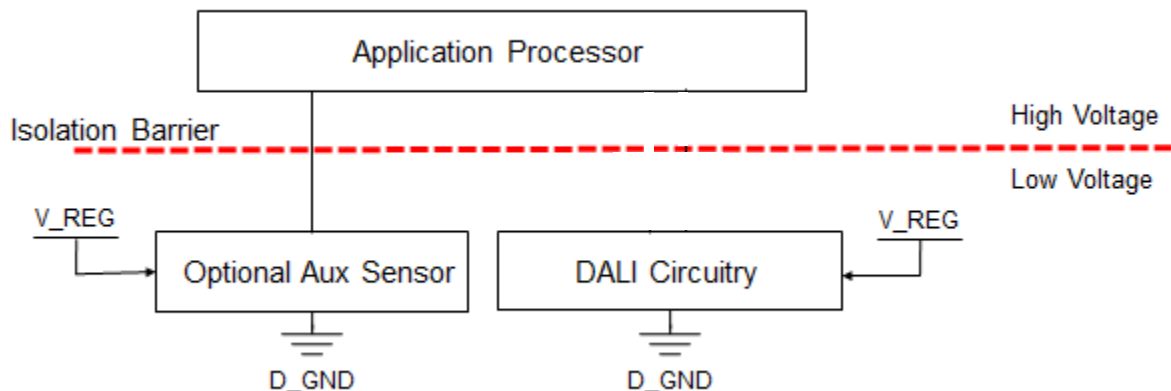 Application Processor
Isolation Barrier
High Voltage
Low Voltage
V_REG
V_REG
Optional Aux Sensor
DALI Circuitry
D_GND
D_GND